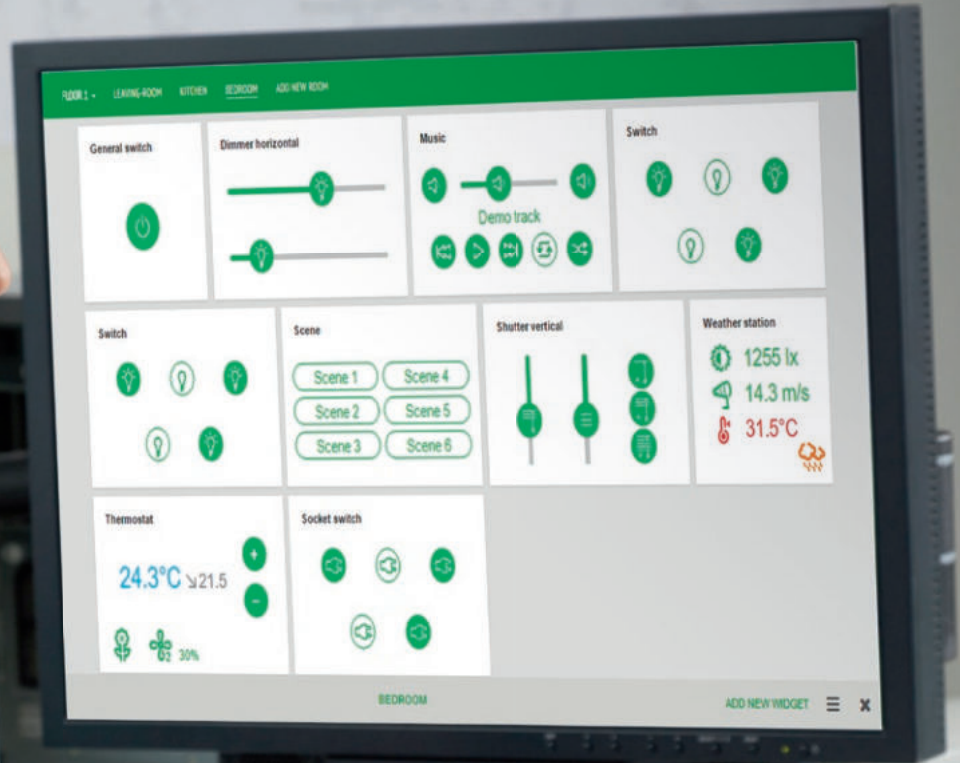 FLOOR 1 LEAVING-ROOM KITCHEN BEDROOM ADD NEW ROOM
General switch
Dimmer horizontal
Music
Demo track
Switch
Switch
Scene
Scene 1 Scene 4
Scene 2 Scene 5
Scene 3 Scene 6
Shutter vertical
Weather station
1255 lx
14.3 m/s
31.5°C
Thermostat
24.3°C ↘21.5
+
−
2 30%
Socket switch
BEDROOM ADD NEW WIDGET